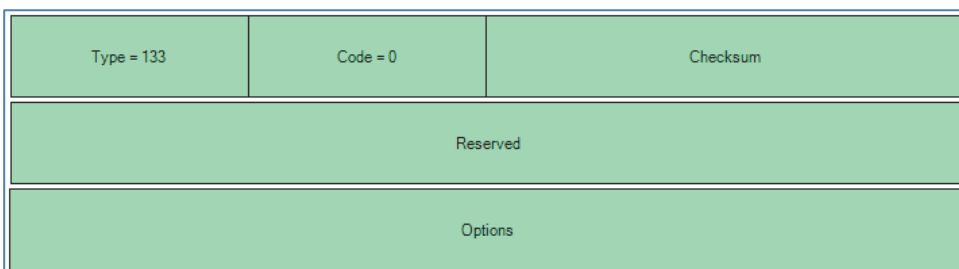 Type = 133 Code = 0 Checksum
Reserved
Options